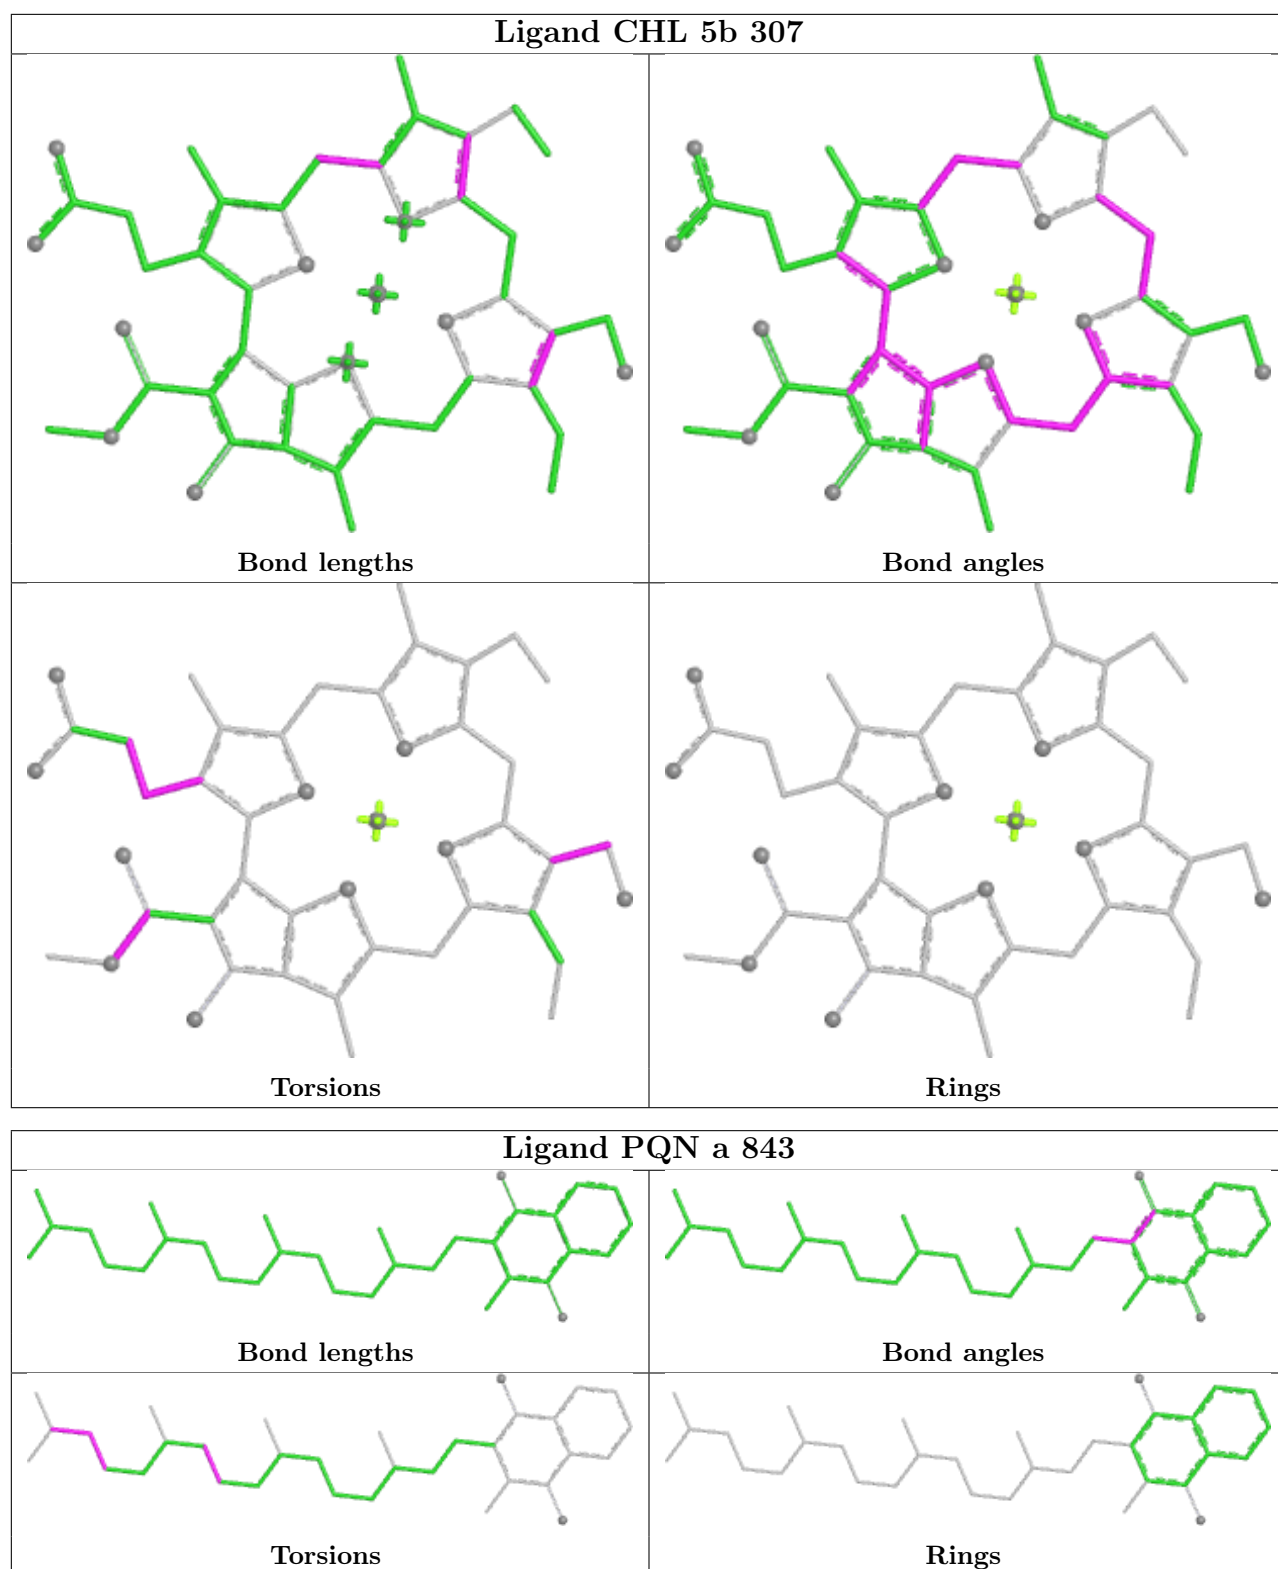 Ligand CHL 5b 307
Bond lengths
Bond angles
Torsions
Rings
Ligand PQN a 843
Bond lengths
Bond angles
Torsions
Rings